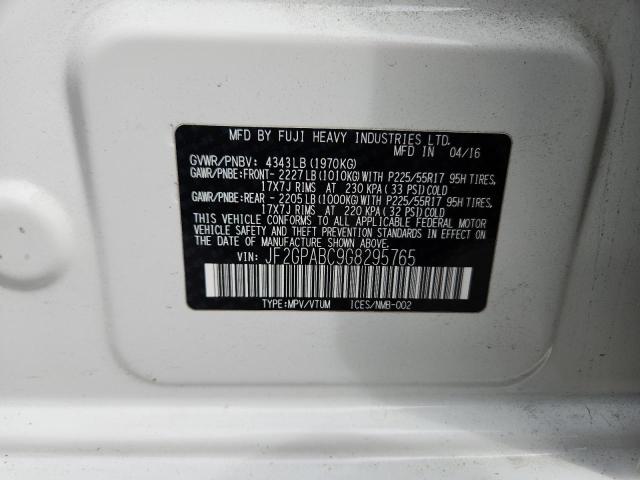 MFD BY FUJI HEAVY INDUSTRIES LTD.
MFD IN 04/16
GVWR/PNBV: 4343LB (1970KG)
GAWR/PNBE:FRONT- 2227LB(1010KG)WITH P225/55R17 95H TIRES,
17X7J RIMS AT 230 KPA (33 PSI)COLD
GAWR/PNBE:REAR - 2205LB(1000KG)WITH P225/55R17 95H TIRES,
17X7J RIMS AT 220 KPA (32 PSI)COLD
THIS VEHICLE CONFORMS TO ALL APPLICABLE FEDERAL MOTOR
VEHICLE SAFETY AND BUMPER STANDARDS IN EFFECT ON THE
DATE OF MANUFACTURE SHOWN ABOVE.
VIN: JF2GPABC9G8295765
TYPE:MPV/VTUM ICES/NMB-002